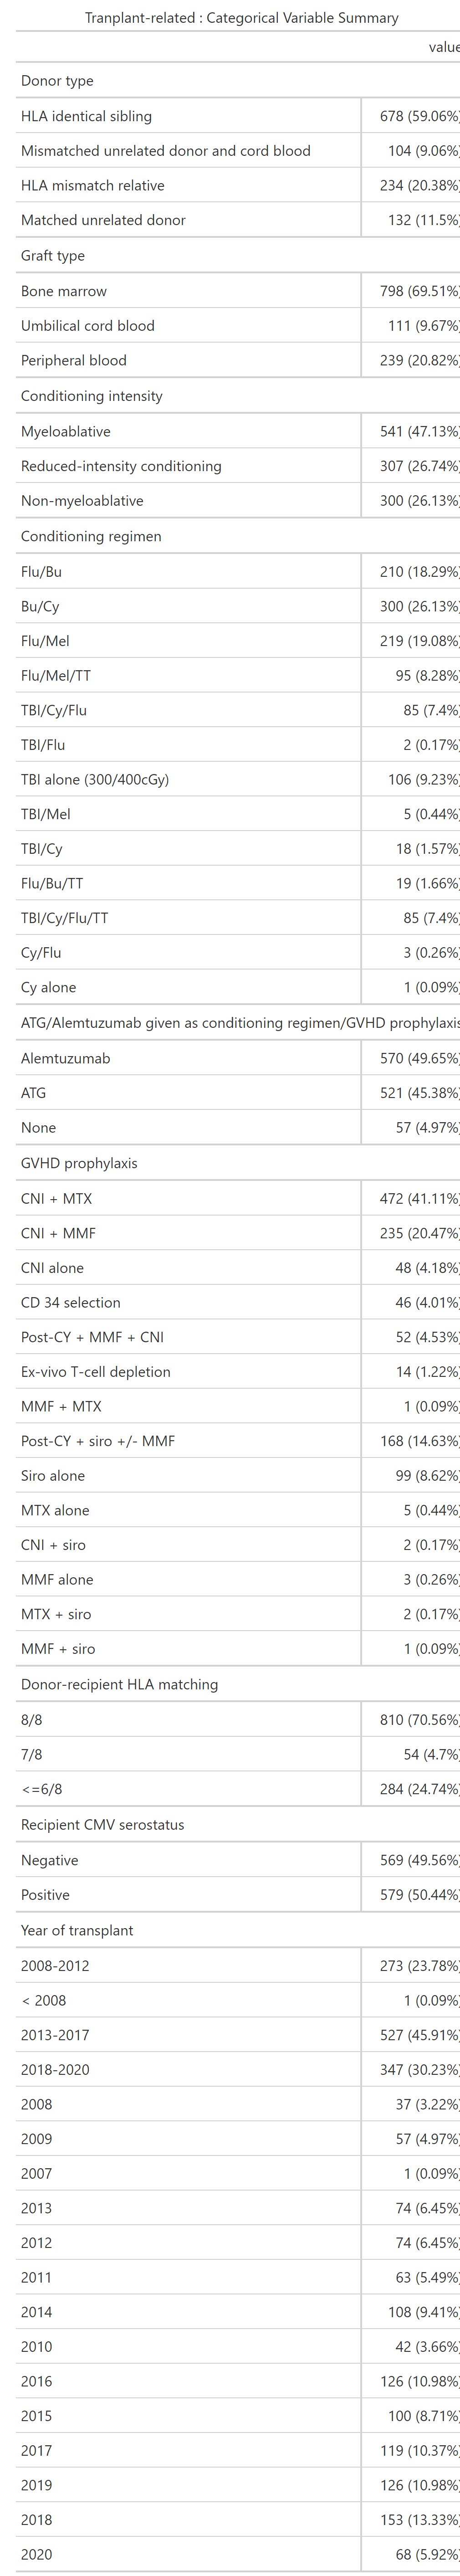 Tranplant-related : Categorical Variable Summary
value
Donor type
HLA identical sibling 678 (59.06%)
Mismatched unrelated donor and cord blood 104 (9.06%)
HLA mismatch relative 234 (20.38%)
Matched unrelated donor 132 (11.5%)
Graft type
Bone marrow 798 (69.51%)
Umbilical cord blood 111 (9.67%)
Peripheral blood 239 (20.82%)
Conditioning intensity
Myeloablative 541 (47.13%)
Reduced-intensity conditioning 307 (26.74%)
Non-myeloablative 300 (26.13%)
Conditioning regimen
Flu/Bu 210 (18.29%)
Bu/Cy 300 (26.13%)
Flu/Mel 219 (19.08%)
Flu/Mel/TT 95 (8.28%)
TBI/Cy/Flu 85 (7.4%)
TBI/Flu 2 (0.17%)
TBI alone (300/400cGy) 106 (9.23%)
TBI/Mel 5 (0.44%)
TBI/Cy 18 (1.57%)
Flu/Bu/TT 19 (1.66%)
TBI/Cy/Flu/TT 85 (7.4%)
Cy/Flu 3 (0.26%)
Cy alone 1 (0.09%)
ATG/Alemtuzumab given as conditioning regimen/GVHD prophylaxis
Alemtuzumab 570 (49.65%)
ATG 521 (45.38%)
None 57 (4.97%)
GVHD prophylaxis
CNI + MTX 472 (41.11%)
CNI + MMF 235 (20.47%)
CNI alone 48 (4.18%)
CD 34 selection 46 (4.01%)
Post-CY + MMF + CNI 52 (4.53%)
Ex-vivo T-cell depletion 14 (1.22%)
MMF + MTX 1 (0.09%)
Post-CY + siro +/- MMF 168 (14.63%)
Siro alone 99 (8.62%)
MTX alone 5 (0.44%)
CNI + siro 2 (0.17%)
MMF alone 3 (0.26%)
MTX + siro 2 (0.17%)
MMF + siro 1 (0.09%)
Donor-recipient HLA matching
8/8 810 (70.56%)
7/8 54 (4.7%)
<=6/8 284 (24.74%)
Recipient CMV serostatus
Negative 569 (49.56%)
Positive 579 (50.44%)
Year of transplant
2008-2012 273 (23.78%)
< 2008 1 (0.09%)
2013-2017 527 (45.91%)
2018-2020 347 (30.23%)
2008 37 (3.22%)
2009 57 (4.97%)
2007 1 (0.09%)
2013 74 (6.45%)
2012 74 (6.45%)
2011 63 (5.49%)
2014 108 (9.41%)
2010 42 (3.66%)
2016 126 (10.98%)
2015 100 (8.71%)
2017 119 (10.37%)
2019 126 (10.98%)
2018 153 (13.33%)
2020 68 (5.92%)